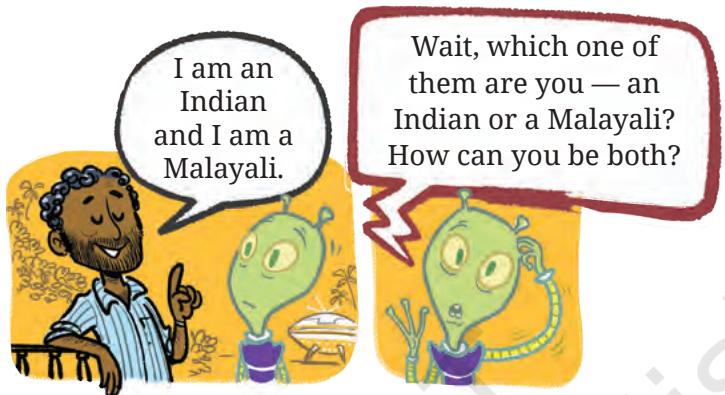 I am an
Indian
and I am a
Malayali.
Wait, which one of
them are you — an
Indian or a Malayali?
How can you be both?